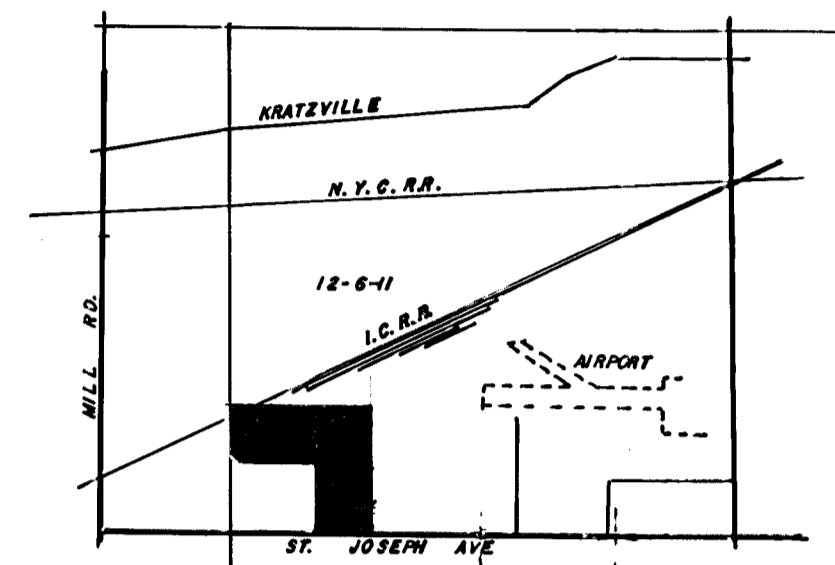 KRATZVILLE
N.Y.C. R.R.
12-6-11
I.C. R.R.
AIRPORT
MILL RD.
ST. JOSEPH AVE